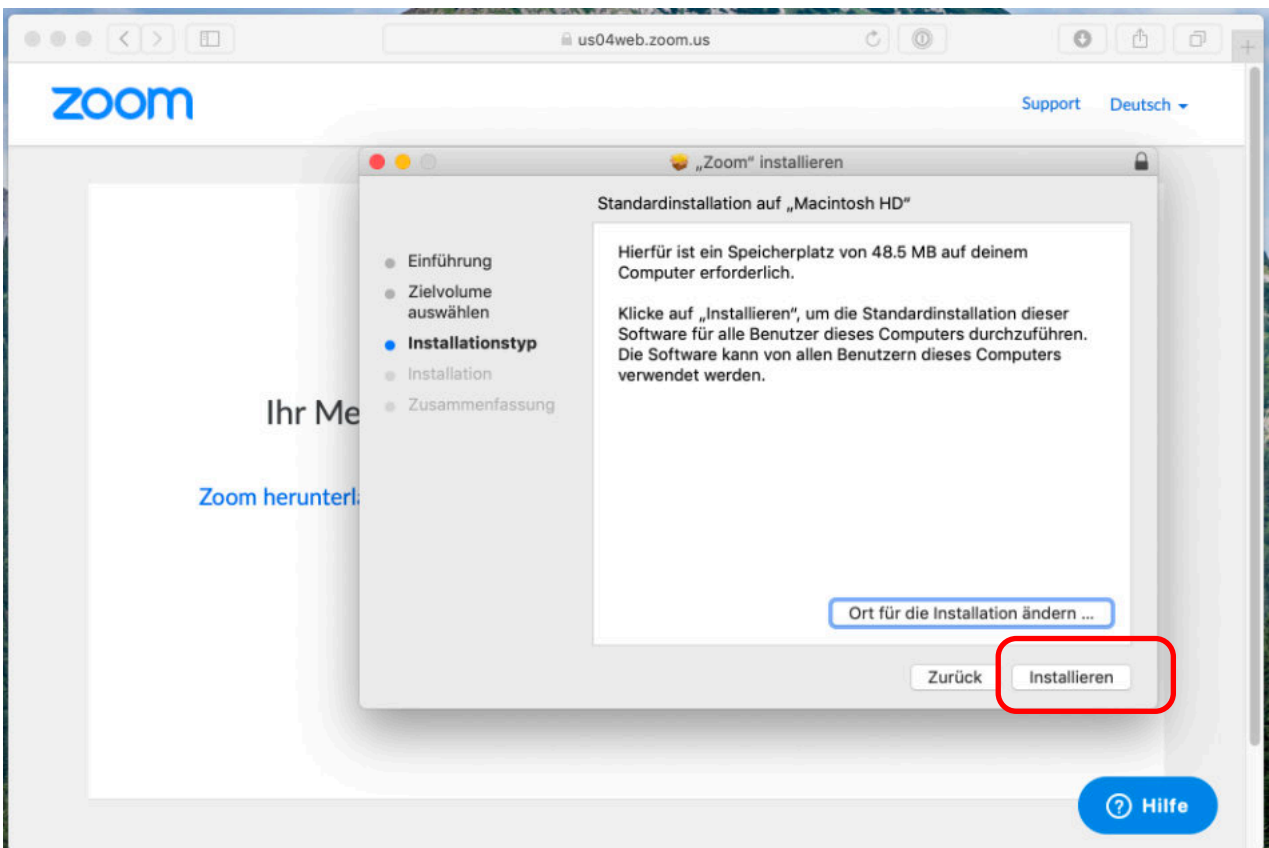 us04web.zoom.us
zoom
Support Deutsch
„Zoom“ installieren
Standardinstallation auf „Macintosh HD“
Einführung
Zielvolume
auswählen
Installationstyp
Installation
Zusammenfassung
Hierfür ist ein Speicherplatz von 48.5 MB auf deinem
Computer erforderlich.
Klicke auf „Installieren“, um die Standardinstallation dieser
Software für alle Benutzer dieses Computers durchzuführen.
Die Software kann von allen Benutzern dieses Computers
verwendet werden.
Ihr Me
Zoom herunterl
Ort für die Installation ändern ...
Zurück Installieren
Hilfe